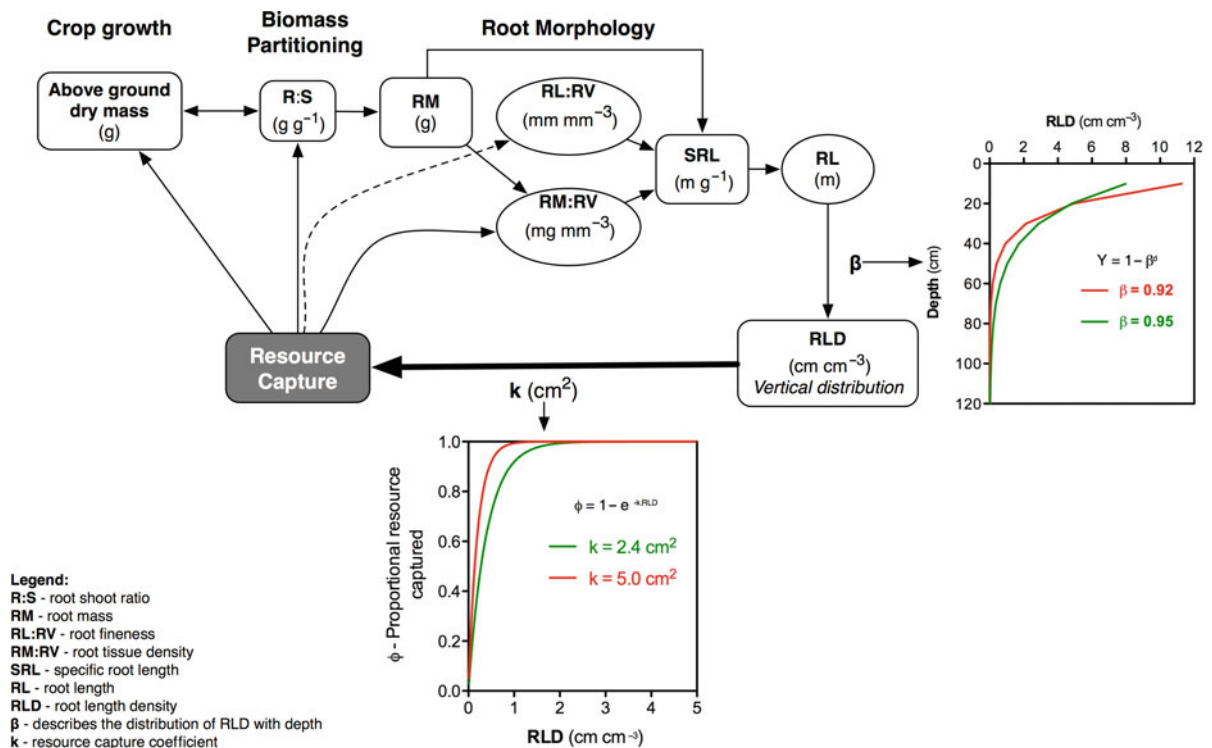 Crop growth
Biomass
Partitioning
Root Morphology
Above ground
dry mass
(g)
R:S
(g g⁻¹)
RM
(g)
RL:RV
(mm mm⁻³)
RM:RV
(mg mm⁻³)
SRL
(m g⁻¹)
RL
(m)
β
RLD
(cm cm⁻³)
Vertical distribution
Resource
Capture
k (cm²)
RLD (cm cm⁻³)
0 2 4 6 8 10 12
0
20
40
60
80
100
120
Depth (cm)
Y = 1 – βᵈ
β = 0.92
β = 0.95
ϕ - Proportional resource
captured
1.0
0.8
0.6
0.4
0.2
0.0
ϕ = 1 – e -k.RLD
k = 2.4 cm²
k = 5.0 cm²
0 1 2 3 4 5
RLD (cm cm⁻³)
Legend:
R:S - root shoot ratio
RM - root mass
RL:RV - root fineness
RM:RV - root tissue density
SRL - specific root length
RL - root length
RLD - root length density
β - describes the distribution of RLD with depth
k - resource capture coefficient